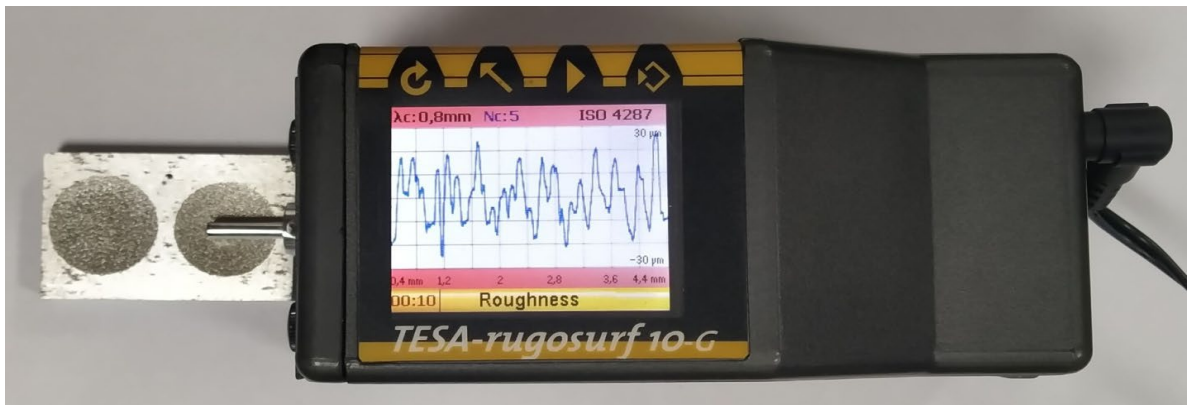 λc:0,8mm Nc:5 ISO 4287
30 µm
-30 µm
0,4 mm 1,2 2 2,8 3,6 4,4 mm
00:10 Roughness
TESA-rugosurf 10-G